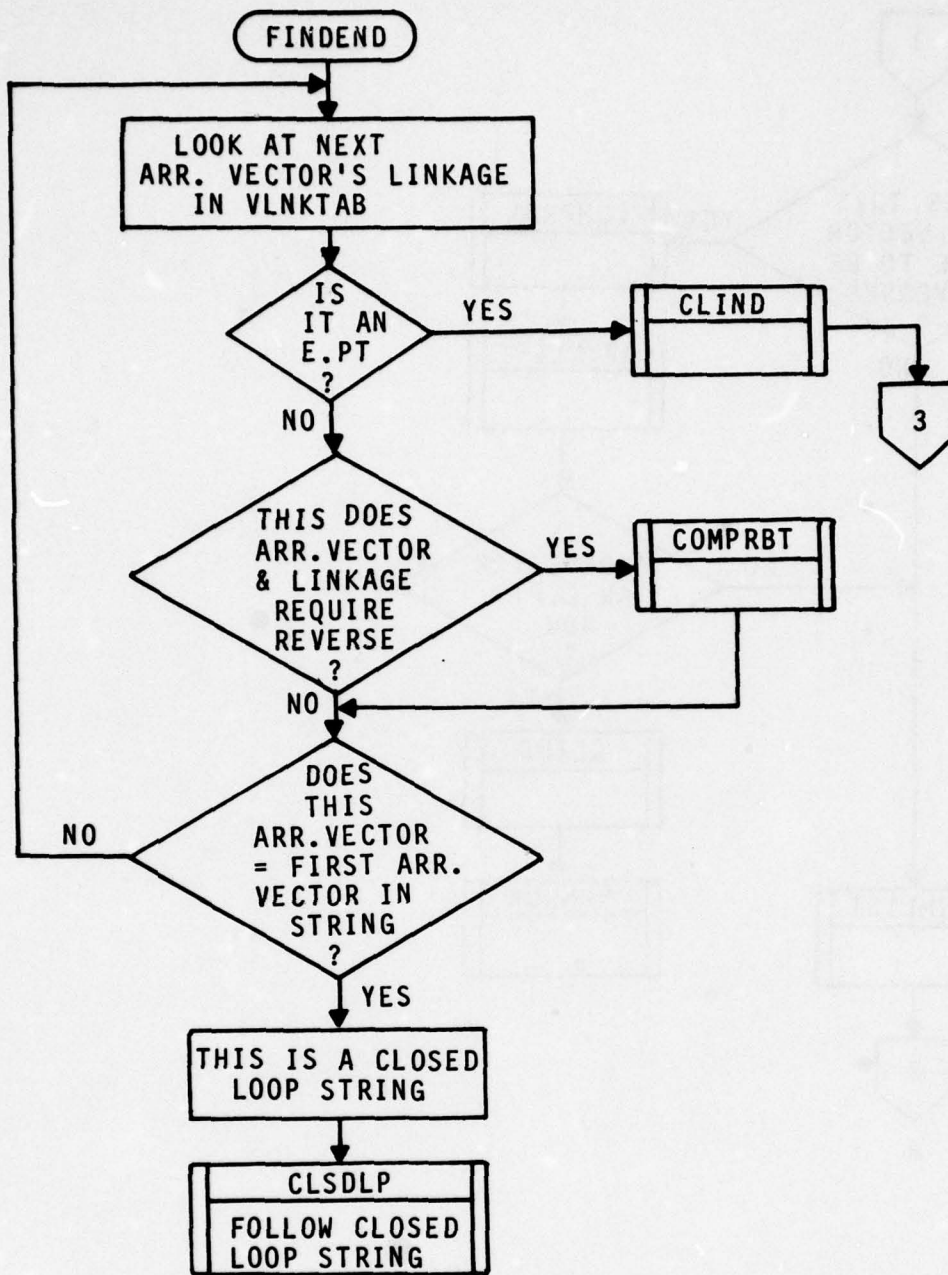 FINDEND
LOOK AT NEXT
ARR. VECTOR'S LINKAGE
IN VLNKTAB
IS
IT AN
E.PT
?
YES
CLIND
3
NO
THIS DOES
ARR.VECTOR
& LINKAGE
REQUIRE
REVERSE
?
YES
COMPRBT
NO
DOES
THIS
ARR.VECTOR
= FIRST ARR.
VECTOR IN
STRING
?
NO
YES
THIS IS A CLOSED
LOOP STRING
CLSDLP
FOLLOW CLOSED
LOOP STRING